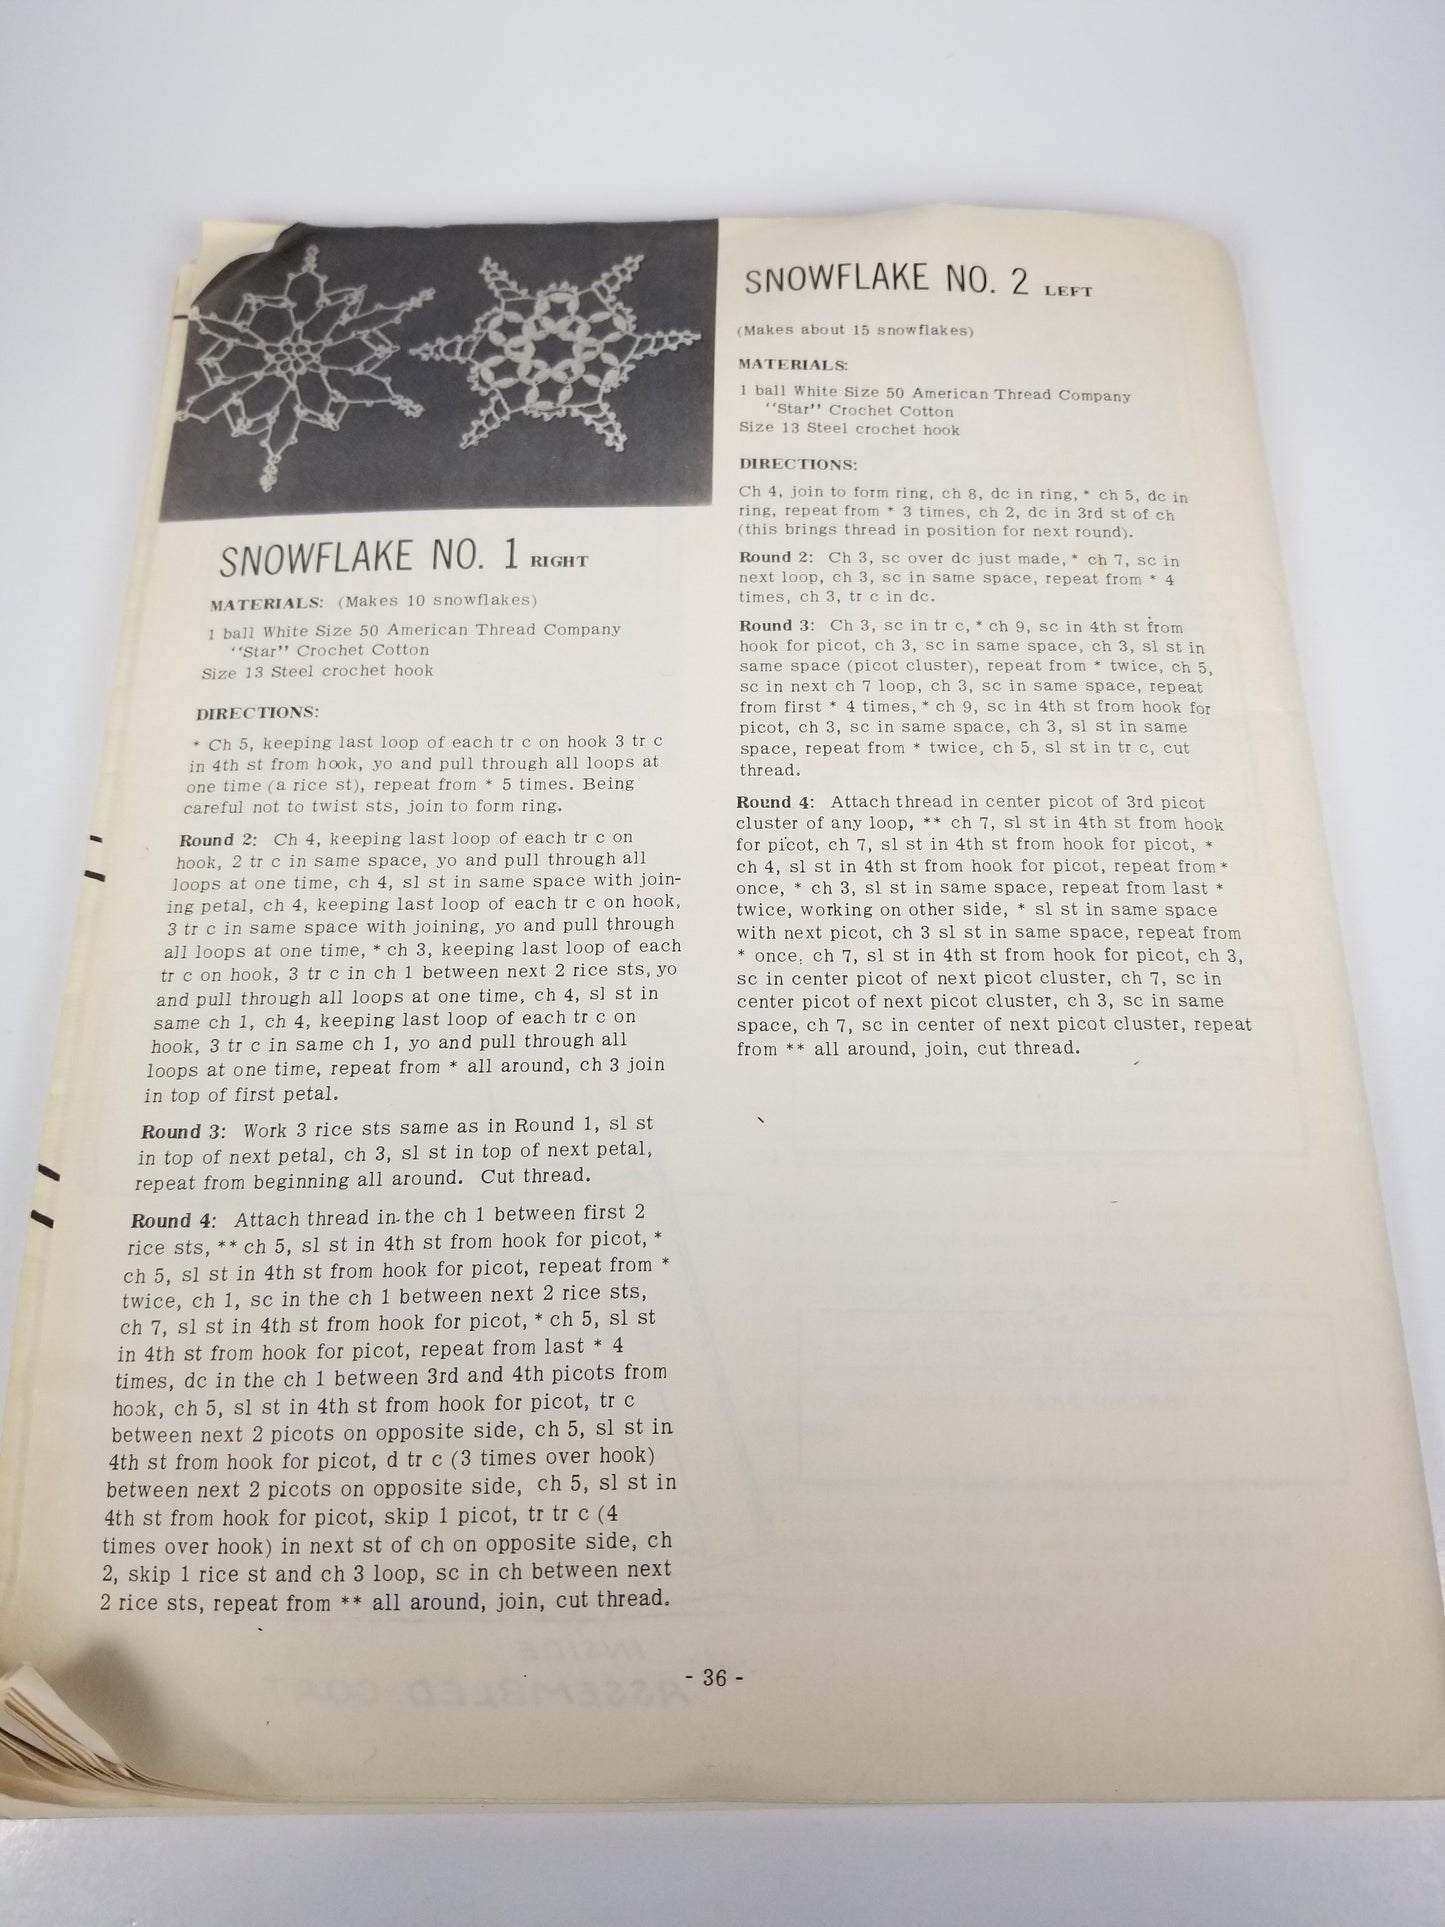 SNOWFLAKE NO. 1 RIGHT
MATERIALS: (Makes 10 snowflakes)
1 ball White Size 50 American Thread Company
"Star" Crochet Cotton
Size 13 Steel crochet hook
DIRECTIONS:
* Ch 5, keeping last loop of each tr c on hook 3 tr c
in 4th st from hook, yo and pull through all loops at
one time (a rice st), repeat from * 5 times. Being
careful not to twist sts, join to form ring.
Round 2: Ch 4, keeping last loop of each tr c on
hook, 2 tr c in same space, yo and pull through all
loops at one time, ch 4, sl st in same space with join-
ing petal, ch 4, keeping last loop of each tr c on hook,
3 tr c in same space with joining, yo and pull through
all loops at one time, * ch 3, keeping last loop of each
tr c on hook, 3 tr c in ch 1 between next 2 rice sts, yo
and pull through all loops at one time, ch 4, sl st in
same ch 1, ch 4, keeping last loop of each tr c on
hook, 3 tr c in same ch 1, yo and pull through all
loops at one time, repeat from * all around, ch 3 join
in top of first petal.
Round 3: Work 3 rice sts same as in Round 1, sl st
in top of next petal, ch 3, sl st in top of next petal,
repeat from beginning all around. Cut thread.
Round 4: Attach thread in the ch 1 between first 2
rice sts, ** ch 5, sl st in 4th st from hook for picot, *
ch 5, sl st in 4th st from hook for picot, repeat from *
twice, ch 1, sc in the ch 1 between next 2 rice sts,
ch 7, sl st in 4th st from hook for picot, * ch 5, sl st
in 4th st from hook for picot, repeat from last * 4
times, dc in the ch 1 between 3rd and 4th picots from
hook, ch 5, sl st in 4th st from hook for picot, tr c
between next 2 picots on opposite side, ch 5, sl st in
4th st from hook for picot, d tr c (3 times over hook)
between next 2 picots on opposite side, ch 5, sl st in
4th st from hook for picot, skip 1 picot, tr tr c (4
times over hook) in next st of ch on opposite side, ch
2, skip 1 rice st and ch 3 loop, sc in ch between next
2 rice sts, repeat from ** all around, join, cut thread.
SNOWFLAKE NO. 2 LEFT
(Makes about 15 snowflakes)
MATERIALS:
1 ball White Size 50 American Thread Company
"Star" Crochet Cotton
Size 13 Steel crochet hook
DIRECTIONS:
Ch 4, join to form ring, ch 8, dc in ring, * ch 5, dc in
ring, repeat from * 3 times, ch 2, dc in 3rd st of ch
(this brings thread in position for next round).
Round 2: Ch 3, sc over dc just made, * ch 7, sc in
next loop, ch 3, sc in same space, repeat from * 4
times, ch 3, tr c in dc.
Round 3: Ch 3, sc in tr c, * ch 9, sc in 4th st from
hook for picot, ch 3, sc in same space, ch 3, sl st in
same space (picot cluster), repeat from * twice, ch 5,
sc in next ch 7 loop, ch 3, sc in same space, repeat
from first * 4 times, * ch 9, sc in 4th st from hook for
picot, ch 3, sc in same space, ch 3, sl st in same
space, repeat from * twice, ch 5, sl st in tr c, cut
thread.
Round 4: Attach thread in center picot of 3rd picot
cluster of any loop, ** ch 7, sl st in 4th st from hook
for picot, ch 7, sl st in 4th st from hook for picot, *
ch 4, sl st in 4th st from hook for picot, repeat from *
once, * ch 3, sl st in same space, repeat from last *
twice, working on other side, * sl st in same space
with next picot, ch 3 sl st in same space, repeat from
* once, ch 7, sl st in 4th st from hook for picot, ch 3,
sc in center picot of next picot cluster, ch 7, sc in
center picot of next picot cluster, ch 3, sc in same
space, ch 7, sc in center of next picot cluster, repeat
from ** all around, join, cut thread.
INSIDE
ASSEMBLED COAT
- 36 -